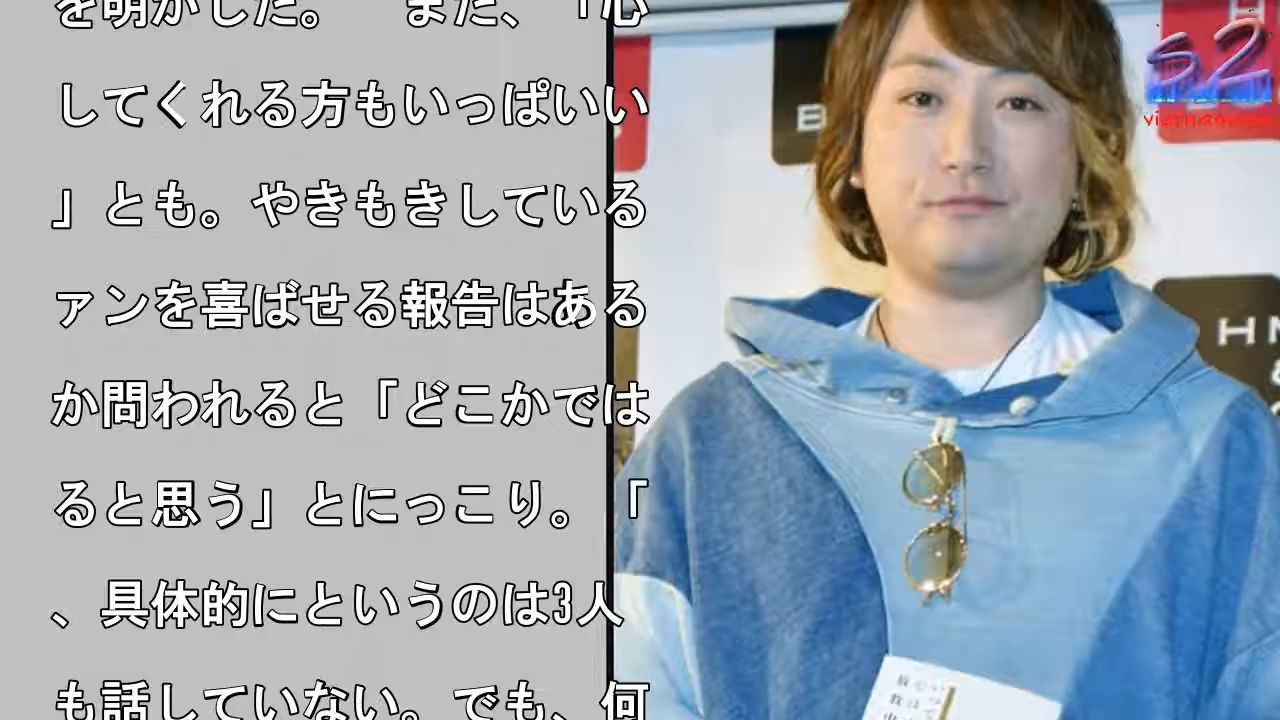 を明かした。　また、「心
してくれる方もいっぱいい
」とも。やきもきしている
ァンを喜ばせる報告はある
か問われると「どこかでは
ると思う」とにっこり。「
、具体的にというのは3人
も話していない。でも、何
s2
vietnamese
B
HM
&